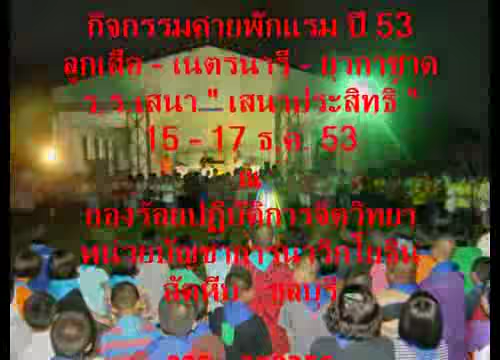 กิจกรรมค่ายพักแรม ปี 53
ลูกเสือ - เนตรนารี - ยุวกาชาด
ร.ร.เสนา " เสนาประสิทธิ์ "
15 - 17 ธ.ค. 53
ณ
กองร้อยปฏิบัติการจิตวิทยา
หน่วยบัญชาการนาวิกโยธิน
สัตหีบ ชลบุรี